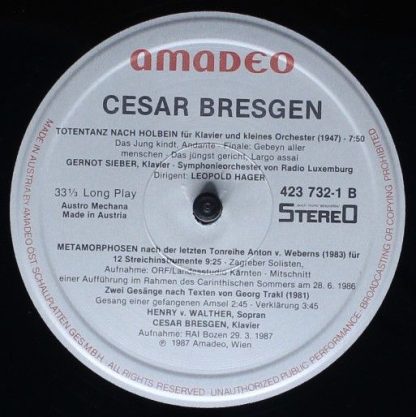 amadeo
CESAR BRESGEN
TOTENTANZ NACH HOLBEIN für Klavier und kleines Orchester (1947) - 7:50
Das Jung kindt, Andante - Finale: Gebeyn aller
menschen - Das jüngst gericht, Largo assai
GERNOT SIEBER, Klavier - Symphonieorchester von Radio Luxemburg
Dirigent: LEOPOLD HAGER
33⅓ Long Play
Austro Mechana
Made in Austria
423 732-1 B
STEREO
METAMORPHOSEN nach der letzten Tonreihe Anton v. Weberns (1983) für
12 Streichinstrumente 9:25 - Zagreber Solisten,
Aufnahme: ORF/Landesstudio Kärnten - Mitschnitt
einer Aufführung im Rahmen des Carinthischen Sommers am 28. 6. 1986
Zwei Gesänge nach Texten von Georg Trakl (1981)
Gesang einer gefangenen Amsel 2:45 - Verklärung 3:45
HENRY v. WALTHER, Sopran
CESAR BRESGEN, Klavier
Aufnahme: RAI Bozen 29. 3. 1987
℗ 1987 Amadeo, Wien
MADE IN AUSTRIA BY AMADEO ÖST. SCHALLPLATTEN GES.M.B.H. ALL RIGHTS RESERVED · UNAUTHORIZED PUBLIC PERFORMANCE · BROADCASTING OR COPYING PROHIBITED